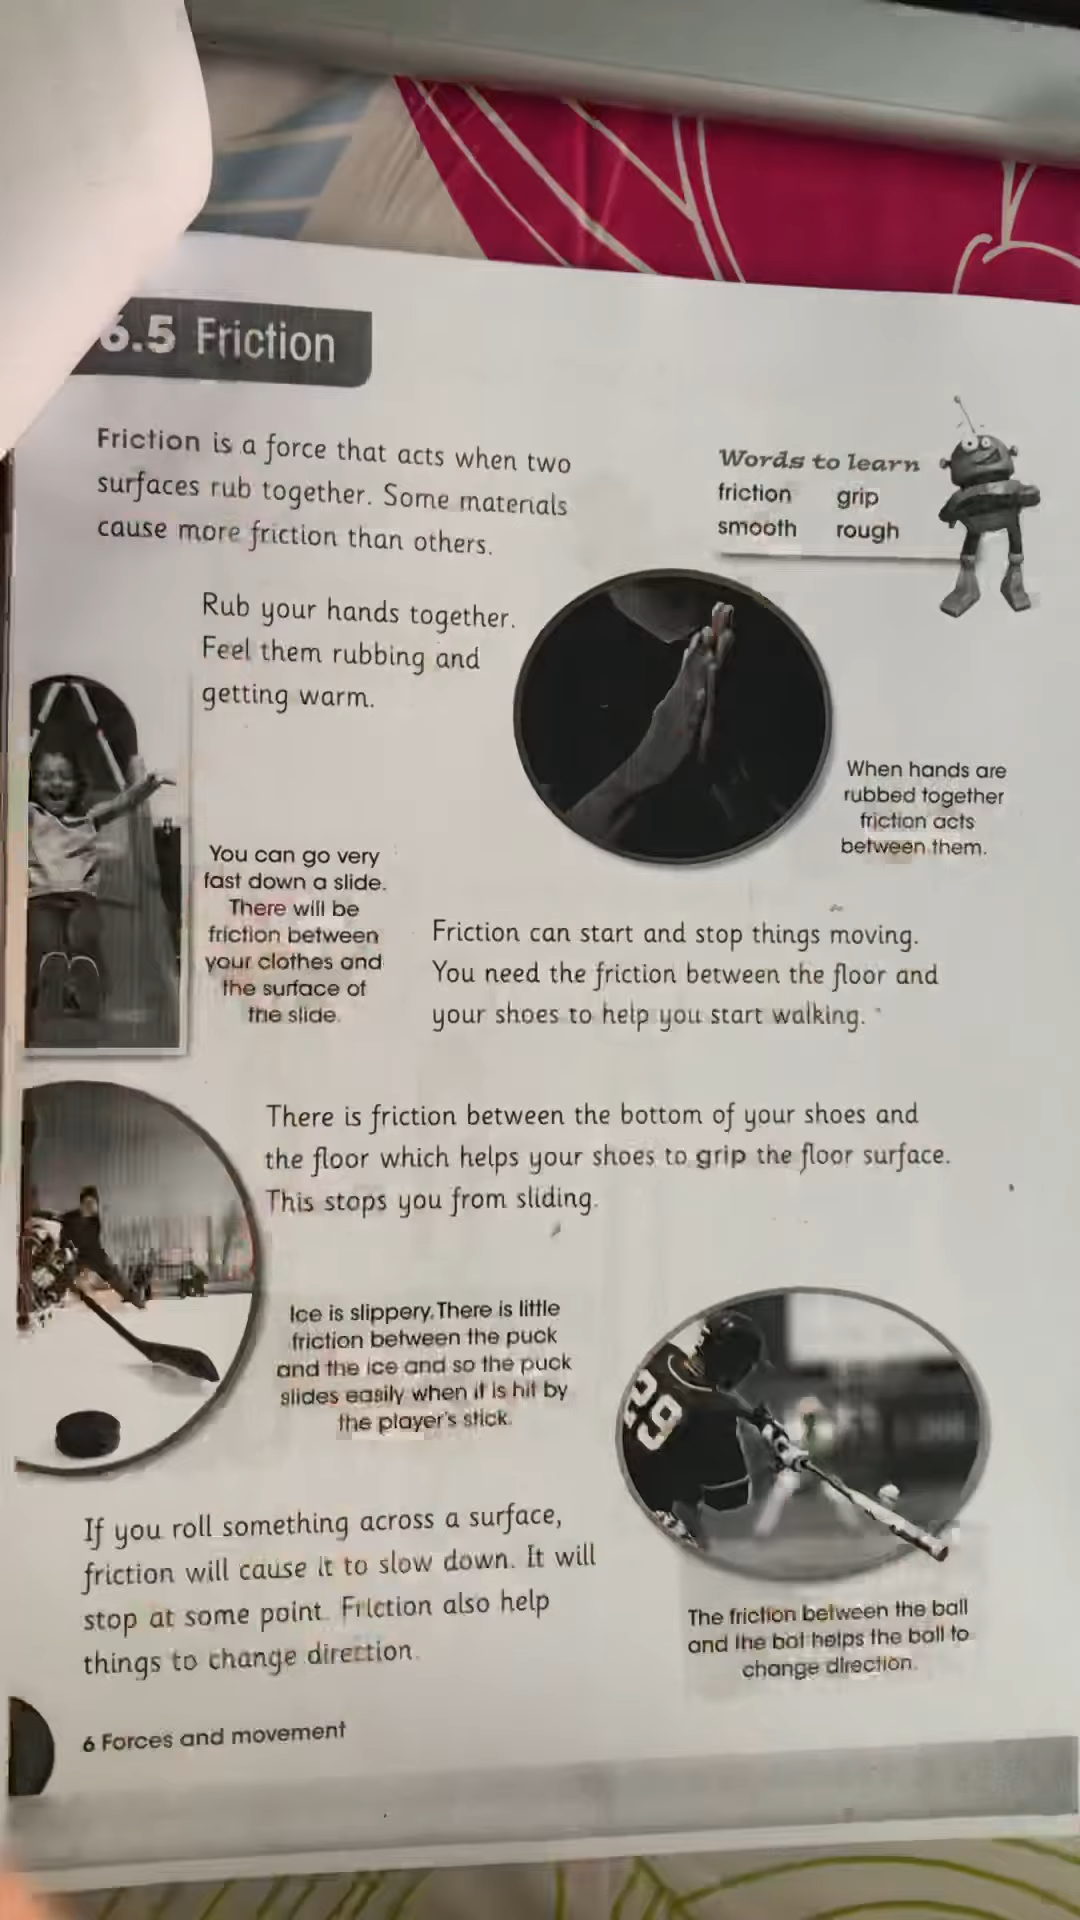 6.5 Friction
Friction is a force that acts when two
surfaces rub together. Some materials
cause more friction than others.
Words to learn
friction grip
smooth rough
Rub your hands together.
Feel them rubbing and
getting warm.
When hands are
rubbed together
friction acts
between them.
You can go very
fast down a slide.
There will be
friction between
your clothes and
the surface of
the slide.
Friction can start and stop things moving.
You need the friction between the floor and
your shoes to help you start walking.
There is friction between the bottom of your shoes and
the floor which helps your shoes to grip the floor surface.
This stops you from sliding.
Ice is slippery. There is little
friction between the puck
and the ice and so the puck
slides easily when it is hit by
the player's stick.
29
If you roll something across a surface,
friction will cause it to slow down. It will
stop at some point. Friction also help
things to change direction.
The friction between the ball
and the bat helps the ball to
change direction.
6 Forces and movement